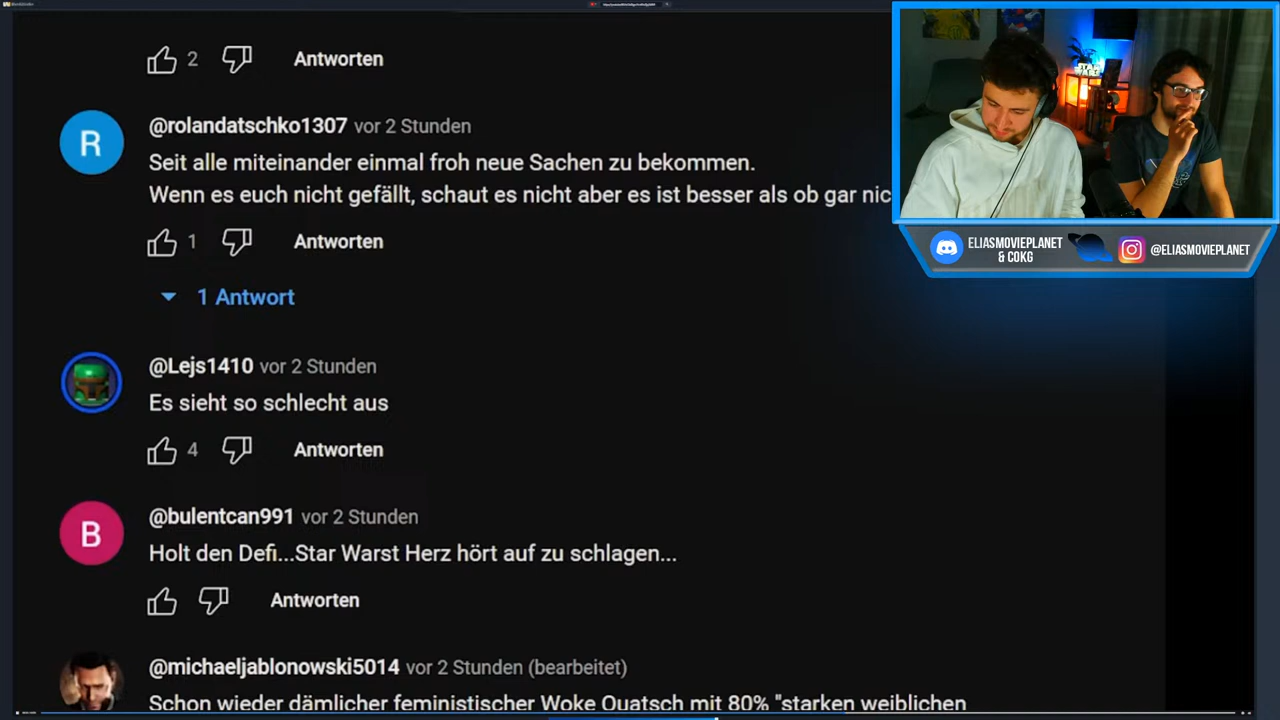 2
Antworten
@rolandatschko1307 vor 2 Stunden
Seit alle miteinander einmal froh neue Sachen zu bekommen.
Wenn es euch nicht gefällt, schaut es nicht aber es ist besser als ob gar nic
1
Antworten
1 Antwort
R
@Lejs1410 vor 2 Stunden
Es sieht so schlecht aus
4
Antworten
B
@bulentcan991 vor 2 Stunden
Holt den Defi...Star Warst Herz hört auf zu schlagen...
Antworten
@michaeljablonowski5014 vor 2 Stunden (bearbeitet)
Schon wieder dämlicher feministischer Woke Quatsch mit 80% "starken weiblichen
STAR
WARS
ELIASMOVIEPLANET
& COKG
@ELIASMOVIEPLANET